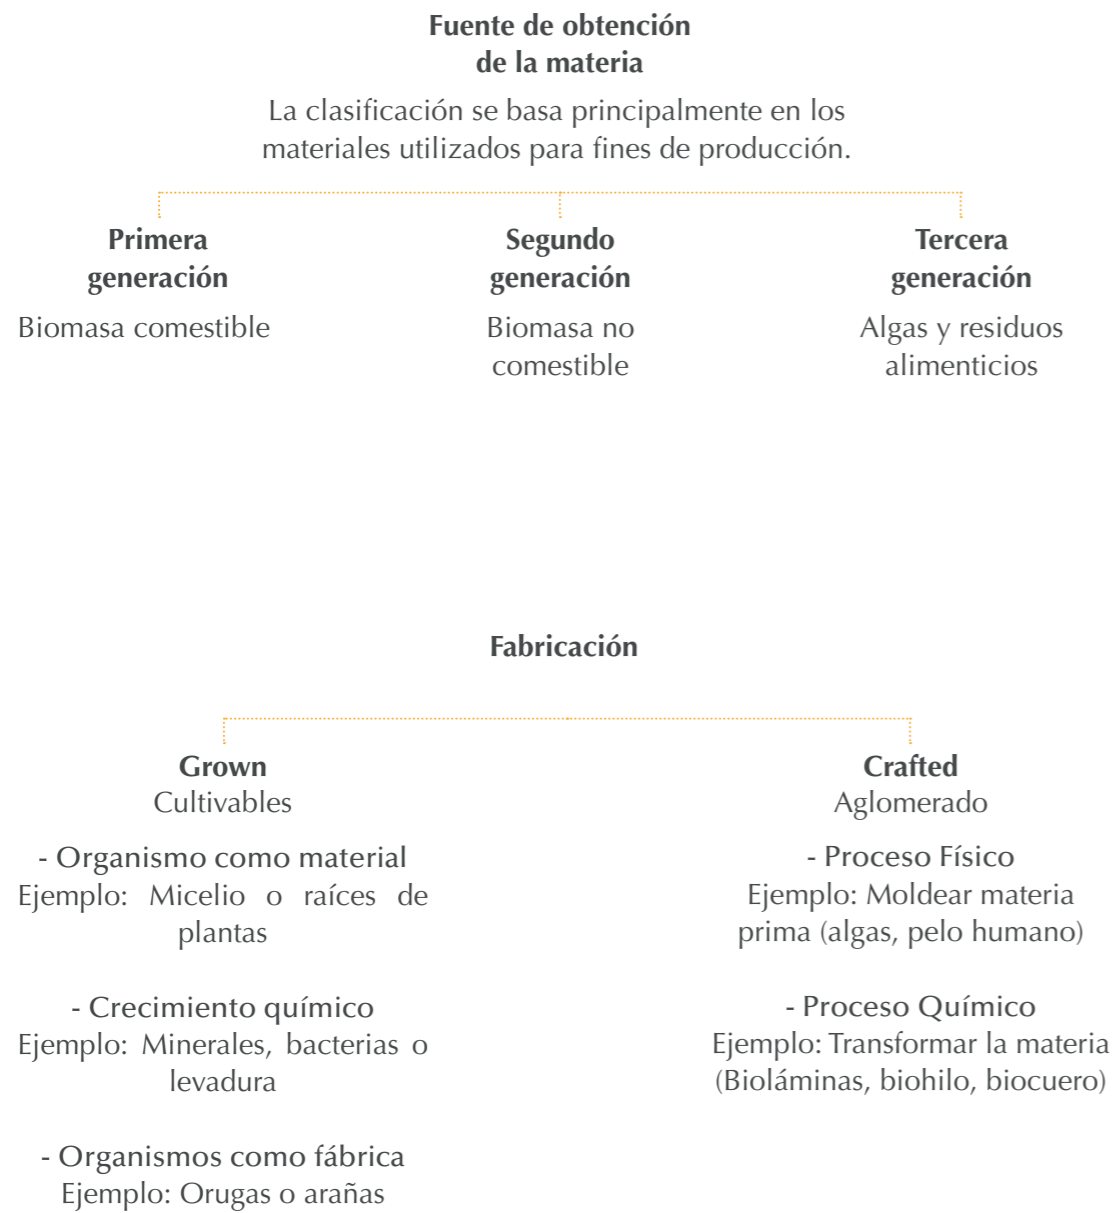 Fuente de obtención
de la materia
La clasificación se basa principalmente en los
materiales utilizados para fines de producción.
Primera
generación
Biomasa comestible
Segundo
generación
Biomasa no
comestible
Tercera
generación
Algas y residuos
alimenticios
Fabricación
Grown
Cultivables
- Organismo como material
Ejemplo: Micelio o raíces de
plantas
- Crecimiento químico
Ejemplo: Minerales, bacterias o
levadura
- Organismos como fábrica
Ejemplo: Orugas o arañas
Crafted
Aglomerado
- Proceso Físico
Ejemplo: Moldear materia
prima (algas, pelo humano)
- Proceso Químico
Ejemplo: Transformar la materia
(Bioláminas, biohilo, biocuero)